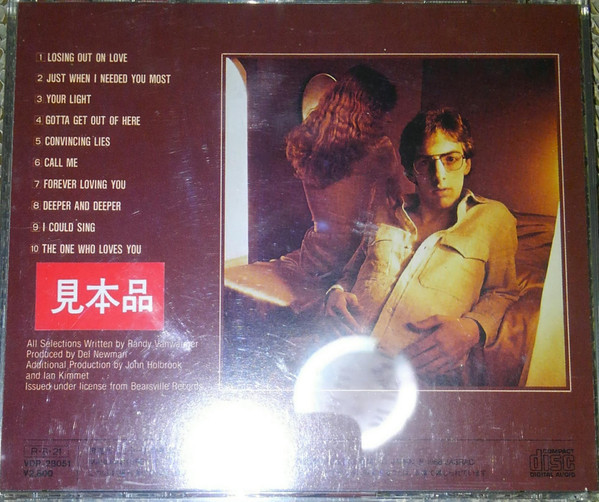 1 LOSING OUT ON LOVE
2 JUST WHEN I NEEDED YOU MOST
3 YOUR LIGHT
4 GOTTA GET OUT OF HERE
5 CONVINCING LIES
6 CALL ME
7 FOREVER LOVING YOU
8 DEEPER AND DEEPER
9 I COULD SING
10 THE ONE WHO LOVES YOU
見本品
All Selections Written by Randy Vanwarmer
Produced by Del Newman
Additional Production by John Holbrook
and Ian Kimmet
Issued under license from Bearsville Records
¥2,600
COMPACT
disc
DIGITAL AUDIO